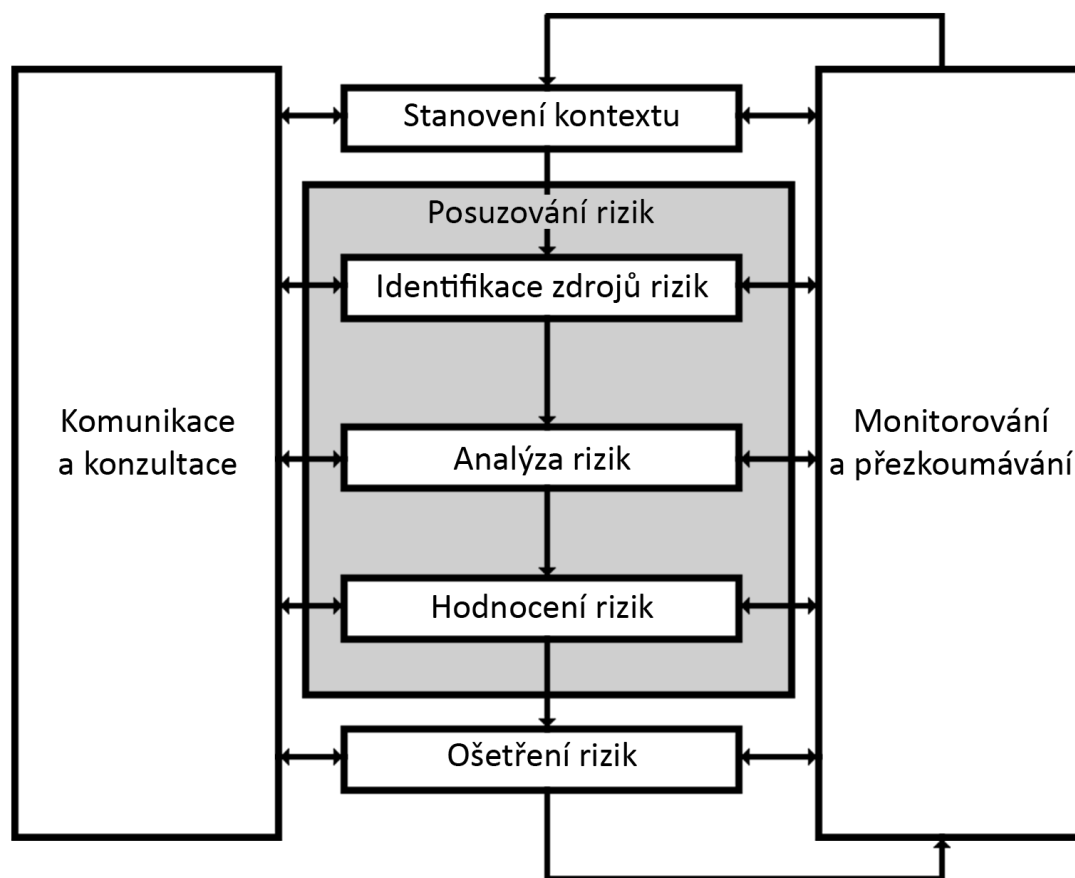 Stanovení kontextu
Posuzování rizik
Identifikace zdrojů rizik
Komunikace
a konzultace
Monitorování
a přezkoumávání
Analýza rizik
Hodnocení rizik
Ošetření rizik